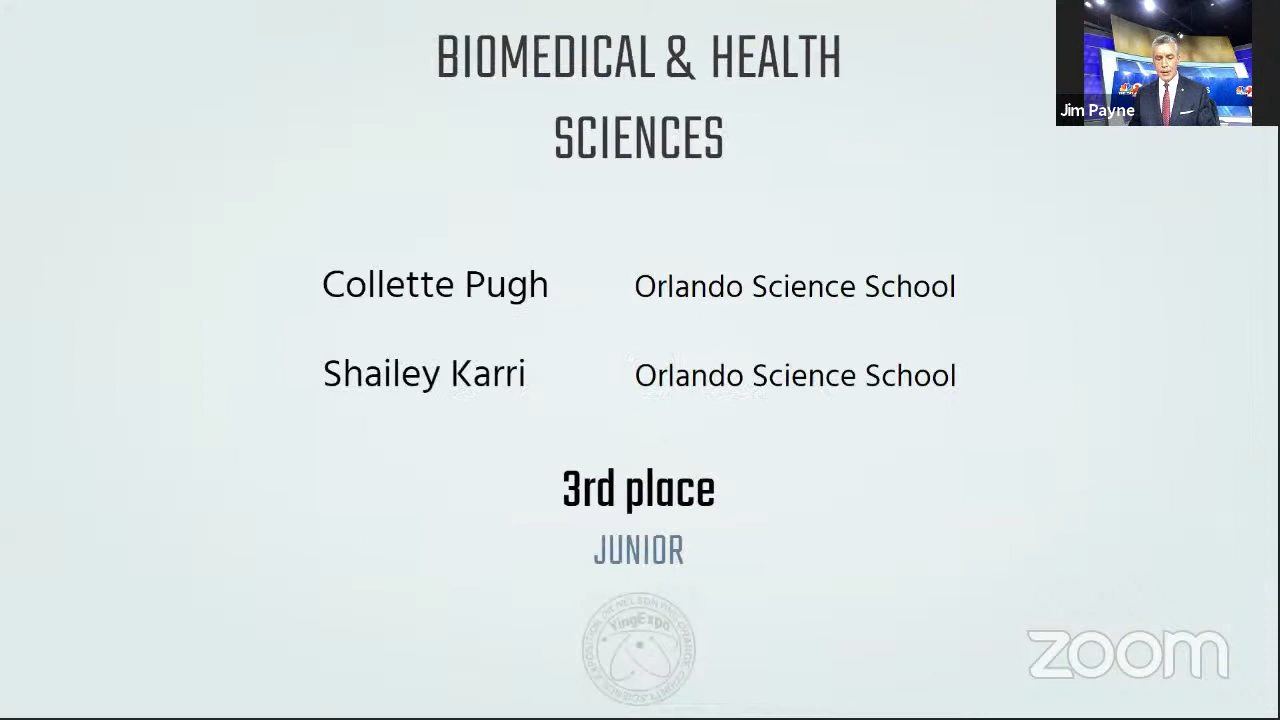 BIOMEDICAL & HEALTH
SCIENCES
Jim Payne
Collette Pugh Orlando Science School
Shailey Karri Orlando Science School
3rd place
JUNIOR
YingExpo
zoom